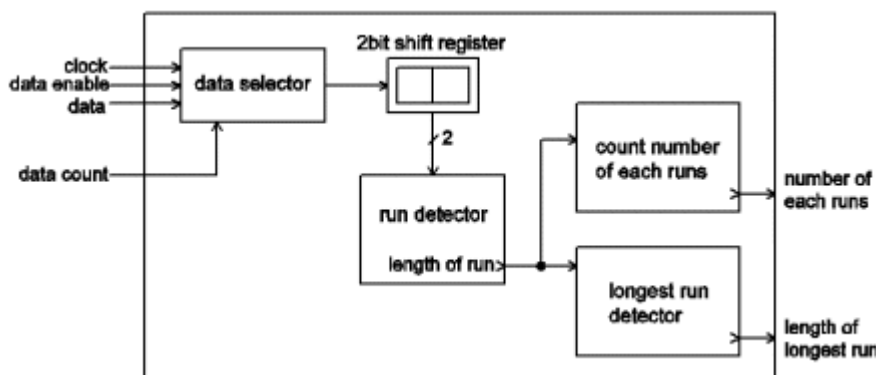 2bit shift register
clock
data enable
data
data selector
data count
2
run detector
length of run
count number
of each runs
number of
each runs
longest run
detector
length of
longest run